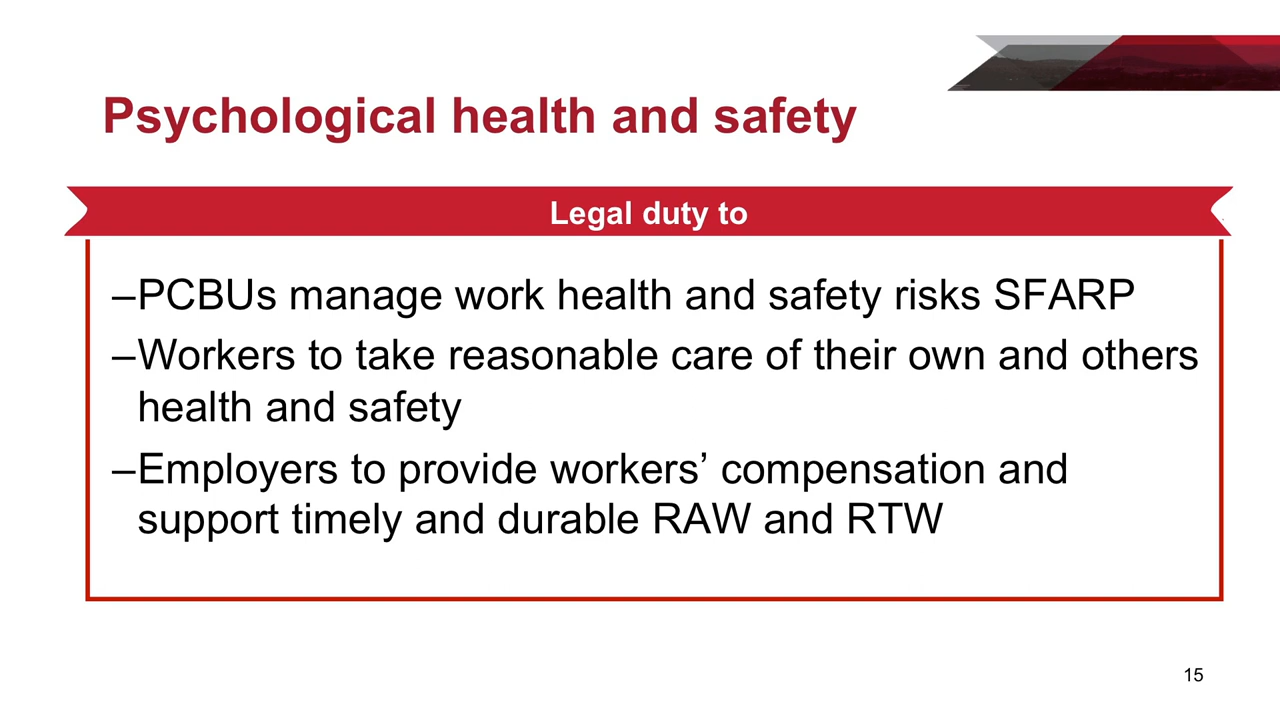 Psychological health and safety
Legal duty to
–PCBUs manage work health and safety risks SFARP
–Workers to take reasonable care of their own and others
health and safety
–Employers to provide workers’ compensation and
support timely and durable RAW and RTW
15